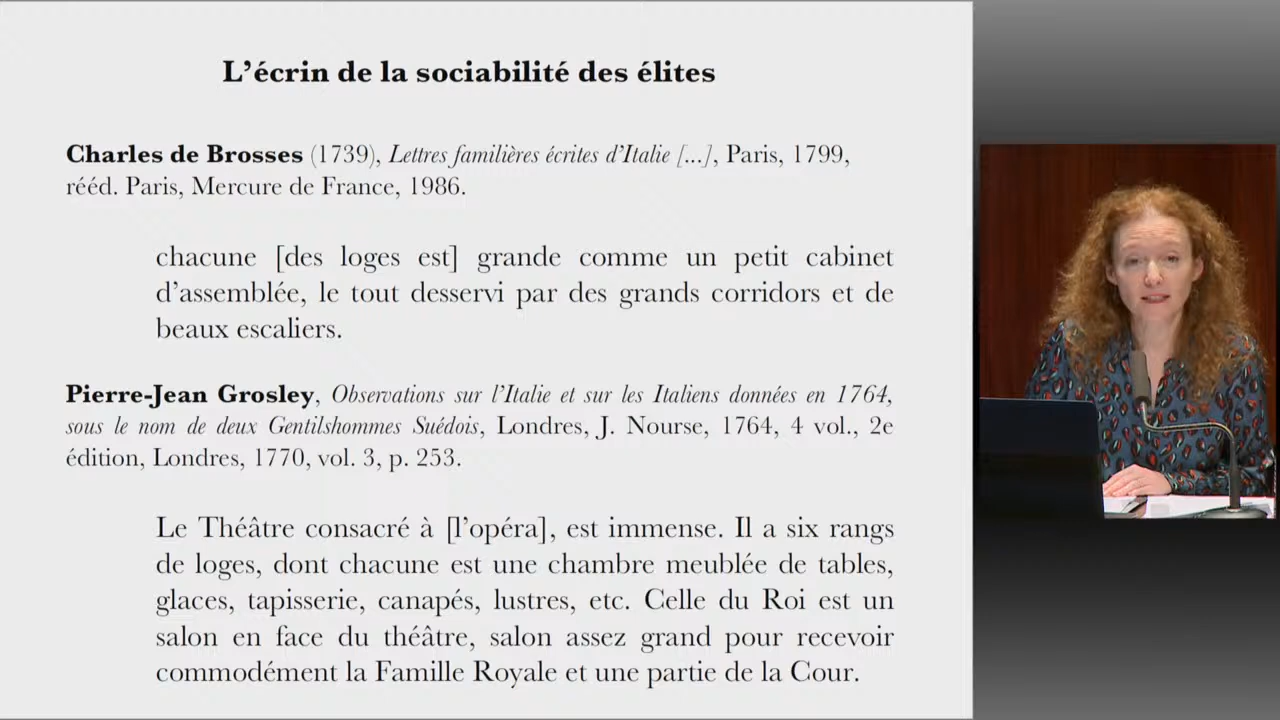 L’écrin de la sociabilité des élites
Charles de Brosses (1739), Lettres familières écrites d’Italie [...], Paris, 1799,
rééd. Paris, Mercure de France, 1986.
chacune [des loges est] grande comme un petit cabinet
d’assemblée, le tout desservi par des grands corridors et de
beaux escaliers.
Pierre-Jean Grosley, Observations sur l’Italie et sur les Italiens données en 1764,
sous le nom de deux Gentilshommes Suédois, Londres, J. Nourse, 1764, 4 vol., 2e
édition, Londres, 1770, vol. 3, p. 253.
Le Théâtre consacré à [l’opéra], est immense. Il a six rangs
de loges, dont chacune est une chambre meublée de tables,
glaces, tapisserie, canapés, lustres, etc. Celle du Roi est un
salon en face du théâtre, salon assez grand pour recevoir
commodément la Famille Royale et une partie de la Cour.